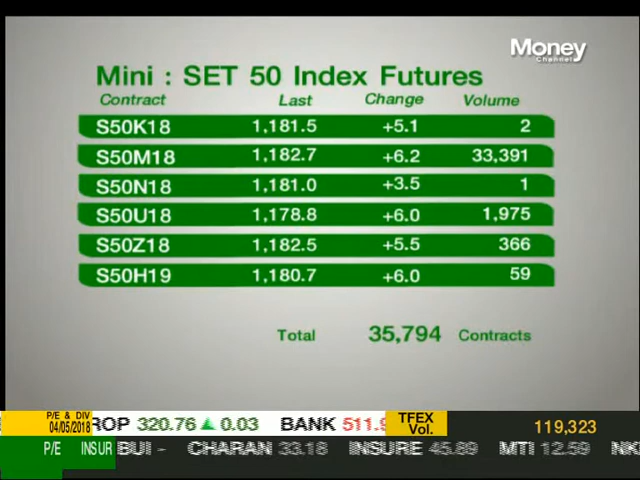 Money
Channel
Mini : SET 50 Index Futures
Contract Last Change Volume
S50K18 1,181.5 +5.1 2
S50M18 1,182.7 +6.2 33,391
S50N18 1,181.0 +3.5 1
S50U18 1,178.8 +6.0 1,975
S50Z18 1,182.5 +5.5 366
S50H19 1,180.7 +6.0 59
Total 35,794 Contracts
P/E & DIV
04/05/2018
ROP 320.76 ▲ 0.03 BANK 511.9
TFEX
Vol.
119,323
P/E INSUR BUI - CHARAN 33.18 INSURE 45.89 MTI 12.59 NK